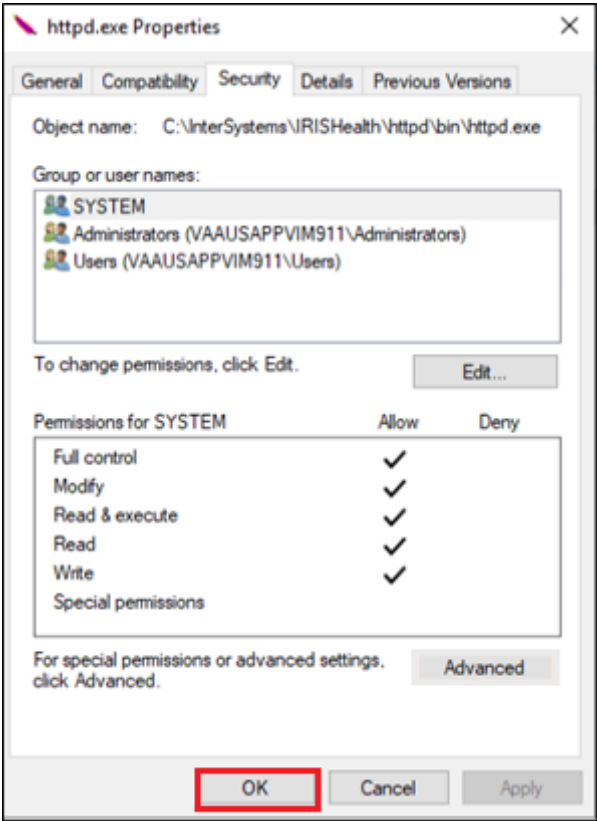 httpd.exe Properties
General Compatibility Security Details Previous Versions
Object name: C:\InterSystems\IRISHealth\httpd\bin\httpd.exe
Group or user names:
SYSTEM
Administrators (VAAUSAPPVIM911\Administrators)
Users (VAAUSAPPVIM911\Users)
To change permissions, click Edit.
Edit...
Permissions for SYSTEM Allow Deny
Full control
Modify
Read & execute
Read
Write
Special permissions
For special permissions or advanced settings,
click Advanced.
Advanced
OK Cancel Apply